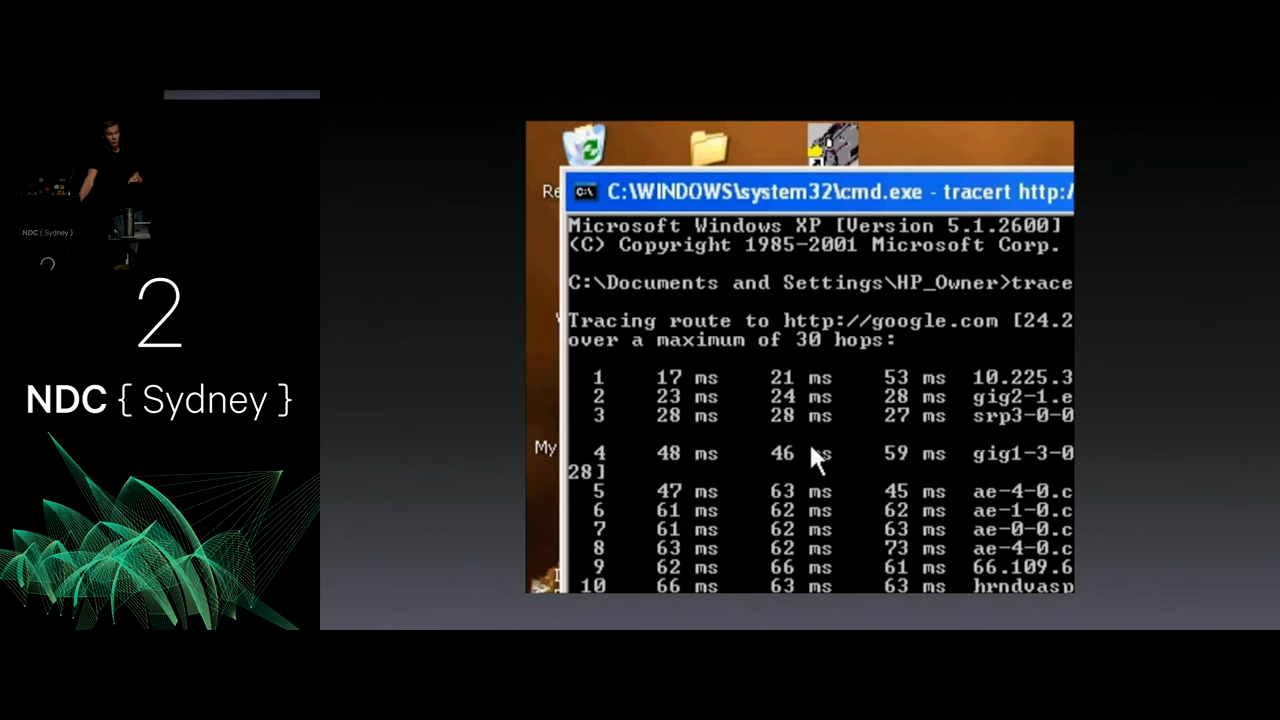 NDC { Sydney }
2
NDC { Sydney }
Re
My
C:\WINDOWS\system32\cmd.exe - tracert http:/
Microsoft Windows XP [Version 5.1.2600]
(C) Copyright 1985-2001 Microsoft Corp.
C:\Documents and Settings\HP_Owner>trace
Tracing route to http://google.com [24.2
over a maximum of 30 hops:
1 17 ms 21 ms 53 ms 10.225.3
2 23 ms 24 ms 28 ms gig2-1.e
3 28 ms 28 ms 27 ms srp3-0-0
4 48 ms 46 ms 59 ms gig1-3-0
28]
5 47 ms 63 ms 45 ms ae-4-0.c
6 61 ms 62 ms 62 ms ae-1-0.c
7 61 ms 62 ms 63 ms ae-0-0.c
8 63 ms 62 ms 73 ms ae-4-0.c
9 62 ms 66 ms 61 ms 66.109.6
10 66 ms 63 ms 63 ms hrndvasp